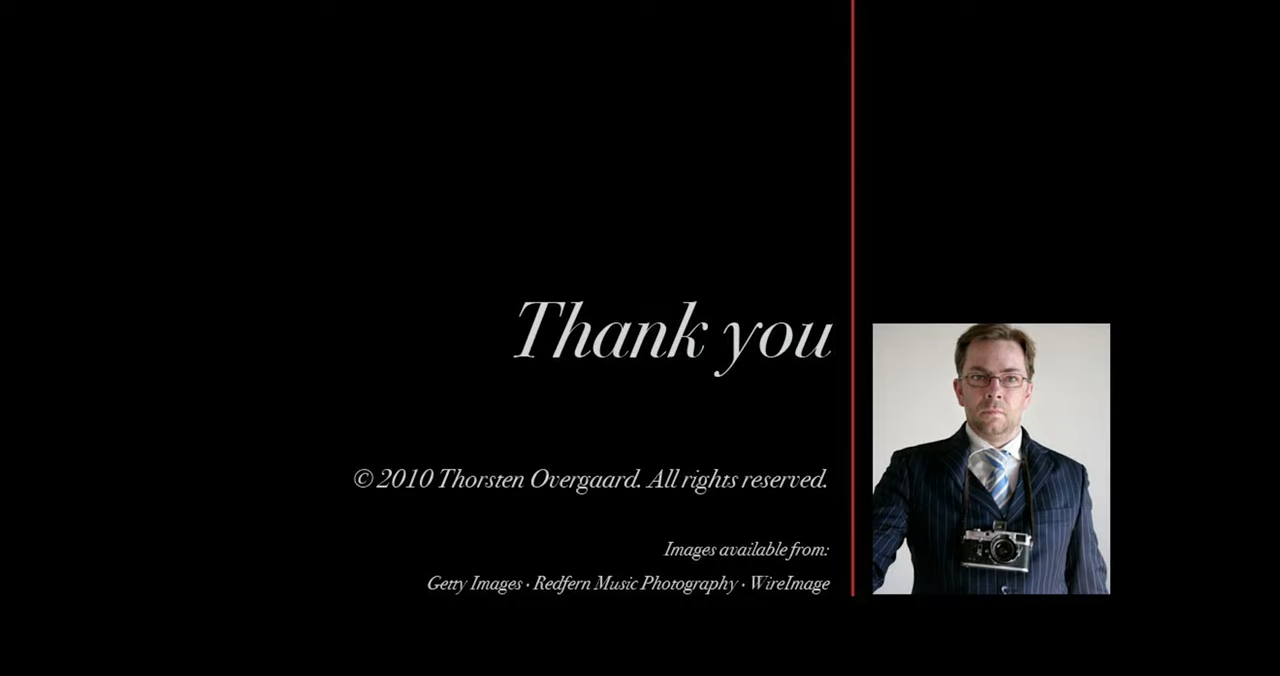 Thank you
© 2010 Thorsten Overgaard. All rights reserved.
Images available from:
Getty Images · Redfern Music Photography · WireImage